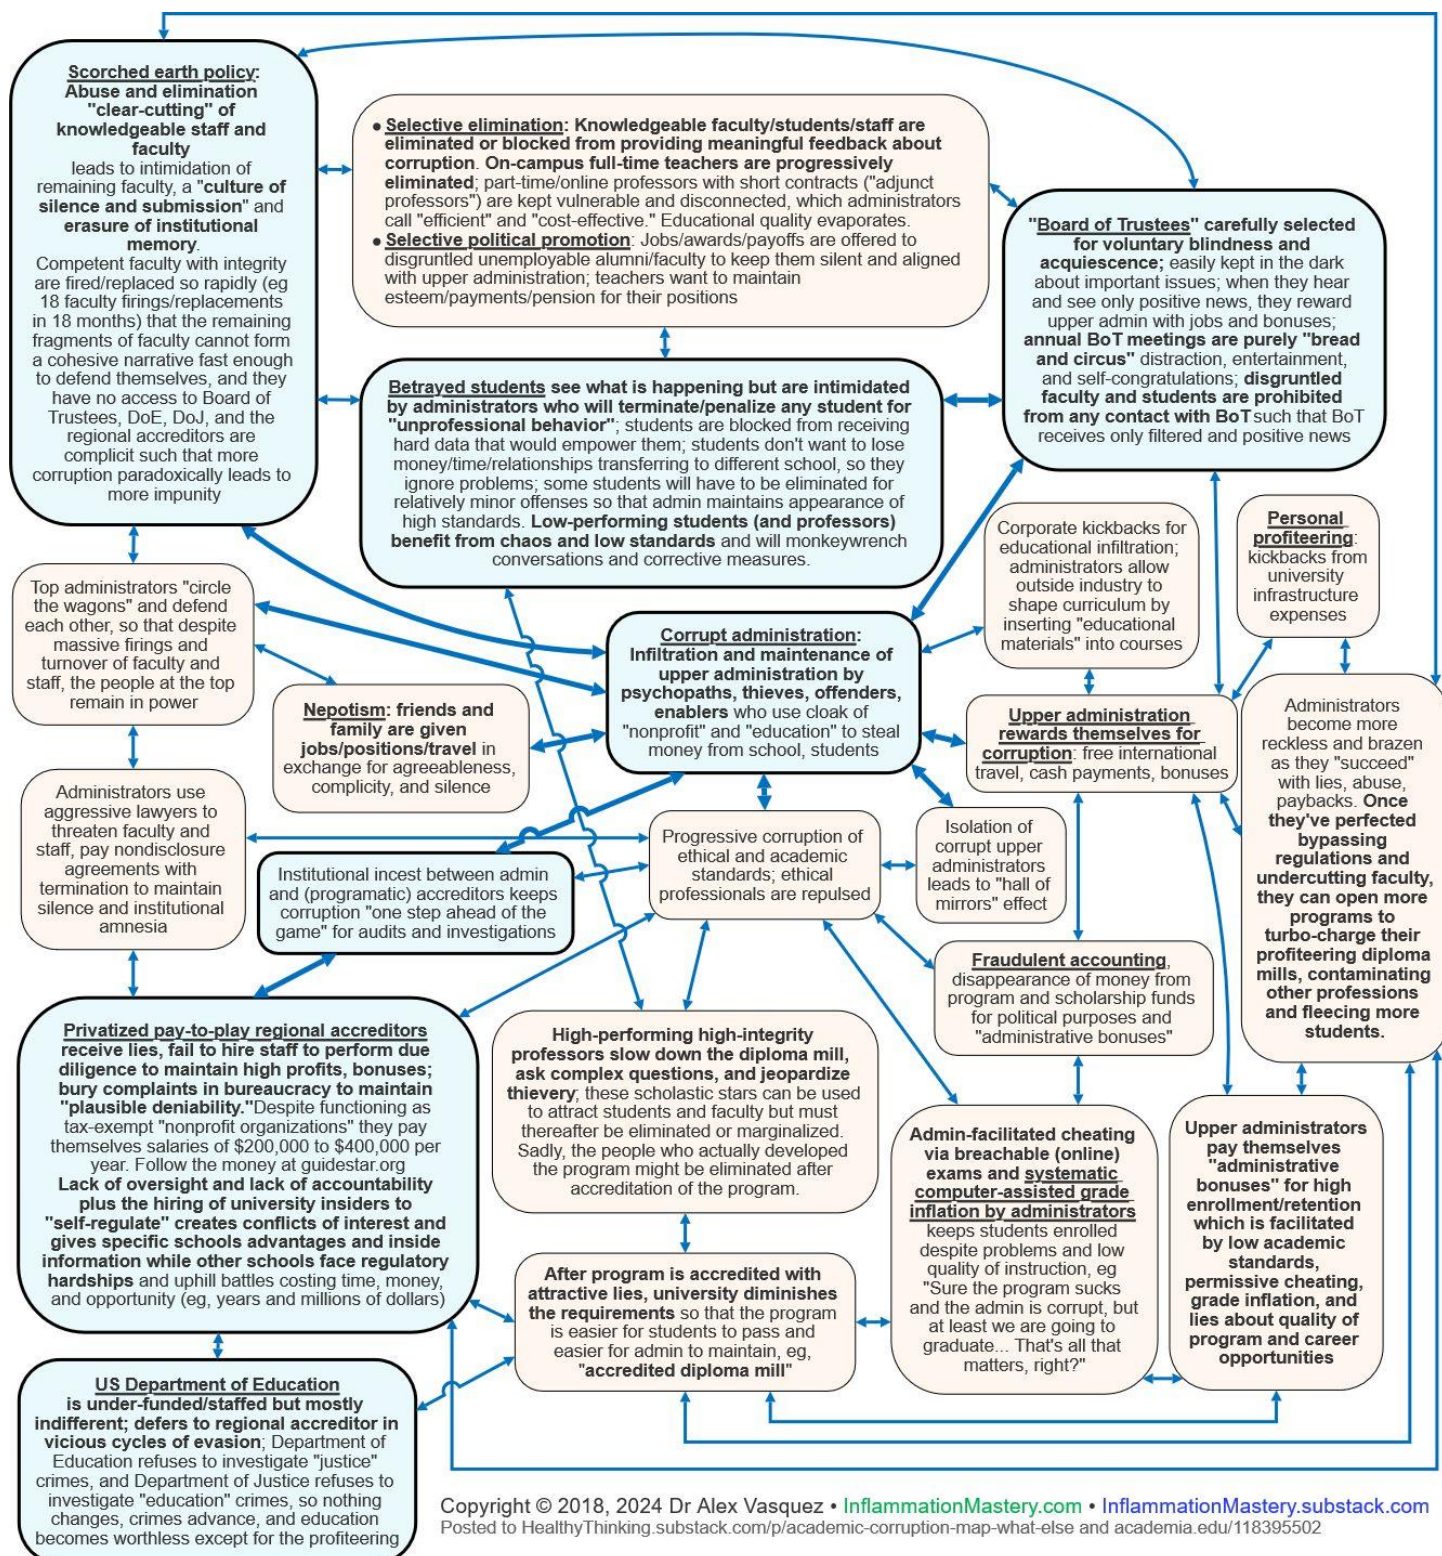 Scorched earth policy:
Abuse and elimination
"clear-cutting" of
knowledgeable staff and
faculty
leads to intimidation of
remaining faculty, a "culture of
silence and submission" and
erasure of institutional
memory.
Competent faculty with integrity
are fired/replaced so rapidly (eg
18 faculty firings/replacements
in 18 months) that the remaining
fragments of faculty cannot form
a cohesive narrative fast enough
to defend themselves, and they
have no access to Board of
Trustees, DoE, DoJ, and the
regional accreditors are
complicit such that more
corruption paradoxically leads to
more impunity
● Selective elimination: Knowledgeable faculty/students/staff are
eliminated or blocked from providing meaningful feedback about
corruption. On-campus full-time teachers are progressively
eliminated; part-time/online professors with short contracts ("adjunct
professors") are kept vulnerable and disconnected, which administrators
call "efficient" and "cost-effective." Educational quality evaporates.
● Selective political promotion: Jobs/awards/payoffs are offered to
disgruntled unemployable alumni/faculty to keep them silent and aligned
with upper administration; teachers want to maintain
esteem/payments/pension for their positions
"Board of Trustees" carefully selected
for voluntary blindness and
acquiescence; easily kept in the dark
about important issues; when they hear
and see only positive news, they reward
upper admin with jobs and bonuses;
annual BoT meetings are purely "bread
and circus" distraction, entertainment,
and self-congratulations; disgruntled
faculty and students are prohibited
from any contact with BoT such that BoT
receives only filtered and positive news
Betrayed students see what is happening but are intimidated
by administrators who will terminate/penalize any student for
"unprofessional behavior"; students are blocked from receiving
hard data that would empower them; students don't want to lose
money/time/relationships transferring to different school, so they
ignore problems; some students will have to be eliminated for
relatively minor offenses so that admin maintains appearance of
high standards. Low-performing students (and professors)
benefit from chaos and low standards and will monkeywrench
conversations and corrective measures.
Corporate kickbacks for
educational infiltration;
administrators allow
outside industry to
shape curriculum by
inserting "educational
materials" into courses
Personal
profiteering:
kickbacks from
university
infrastructure
expenses
Top administrators "circle
the wagons" and defend
each other, so that despite
massive firings and
turnover of faculty and
staff, the people at the top
remain in power
Nepotism: friends and
family are given
jobs/positions/travel in
exchange for agreeableness,
complicity, and silence
Corrupt administration:
Infiltration and maintenance of
upper administration by
psychopaths, thieves, offenders,
enablers who use cloak of
"nonprofit" and "education" to steal
money from school, students
Upper administration
rewards themselves for
corruption: free international
travel, cash payments, bonuses
Administrators
become more
reckless and brazen
as they "succeed"
with lies, abuse,
paybacks. Once
they've perfected
bypassing
regulations and
undercutting faculty,
they can open more
programs to
turbo-charge their
profiteering diploma
mills, contaminating
other professions
and fleecing more
students.
Administrators use
aggressive lawyers to
threaten faculty and
staff, pay nondisclosure
agreements with
termination to maintain
silence and institutional
amnesia
Institutional incest between admin
and (programatic) accreditors keeps
corruption "one step ahead of the
game" for audits and investigations
Progressive corruption of
ethical and academic
standards; ethical
professionals are repulsed
Isolation of
corrupt upper
administrators
leads to "hall of
mirrors" effect
Fraudulent accounting,
disappearance of money from
program and scholarship funds
for political purposes and
"administrative bonuses"
Privatized pay-to-play regional accreditors
receive lies, fail to hire staff to perform due
diligence to maintain high profits, bonuses;
bury complaints in bureaucracy to maintain
"plausible deniability."Despite functioning as
tax-exempt "nonprofit organizations" they pay
themselves salaries of $200,000 to $400,000 per
year. Follow the money at guidestar.org
Lack of oversight and lack of accountability
plus the hiring of university insiders to
"self-regulate" creates conflicts of interest and
gives specific schools advantages and inside
information while other schools face regulatory
hardships and uphill battles costing time, money,
and opportunity (eg, years and millions of dollars)
High-performing high-integrity
professors slow down the diploma mill,
ask complex questions, and jeopardize
thievery; these scholastic stars can be used
to attract students and faculty but must
thereafter be eliminated or marginalized.
Sadly, the people who actually developed
the program might be eliminated after
accreditation of the program.
Admin-facilitated cheating
via breachable (online)
exams and systematic
computer-assisted grade
inflation by administrators
keeps students enrolled
despite problems and low
quality of instruction, eg
"Sure the program sucks
and the admin is corrupt, but
at least we are going to
graduate... That's all that
matters, right?"
Upper administrators
pay themselves
"administrative
bonuses" for high
enrollment/retention
which is facilitated
by low academic
standards,
permissive cheating,
grade inflation, and
lies about quality of
program and career
opportunities
After program is accredited with
attractive lies, university diminishes
the requirements so that the program
is easier for students to pass and
easier for admin to maintain, eg,
"accredited diploma mill"
US Department of Education
is under-funded/staffed but mostly
indifferent; defers to regional accreditor in
vicious cycles of evasion; Department of
Education refuses to investigate "justice"
crimes, and Department of Justice refuses to
investigate "education" crimes, so nothing
changes, crimes advance, and education
becomes worthless except for the profiteering
Copyright © 2018, 2024 Dr Alex Vasquez • InflammationMastery.com • InflammationMastery.substack.com
Posted to HealthyThinking.substack.com/p/academic-corruption-map-what-else and academia.edu/118395502